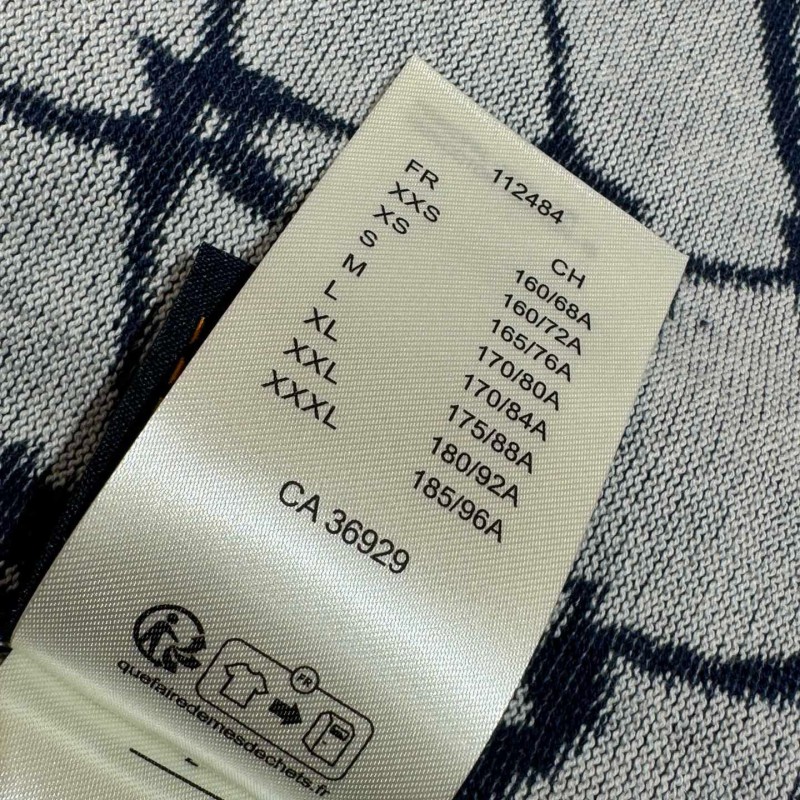 112484
FR CH
XXS 160/68A
XS 160/72A
S 165/76A
M 170/80A
L 170/84A
XL 175/88A
XXL 180/92A
XXXL 185/96A
CA 36929
FR
quefairedemesdechets.fr